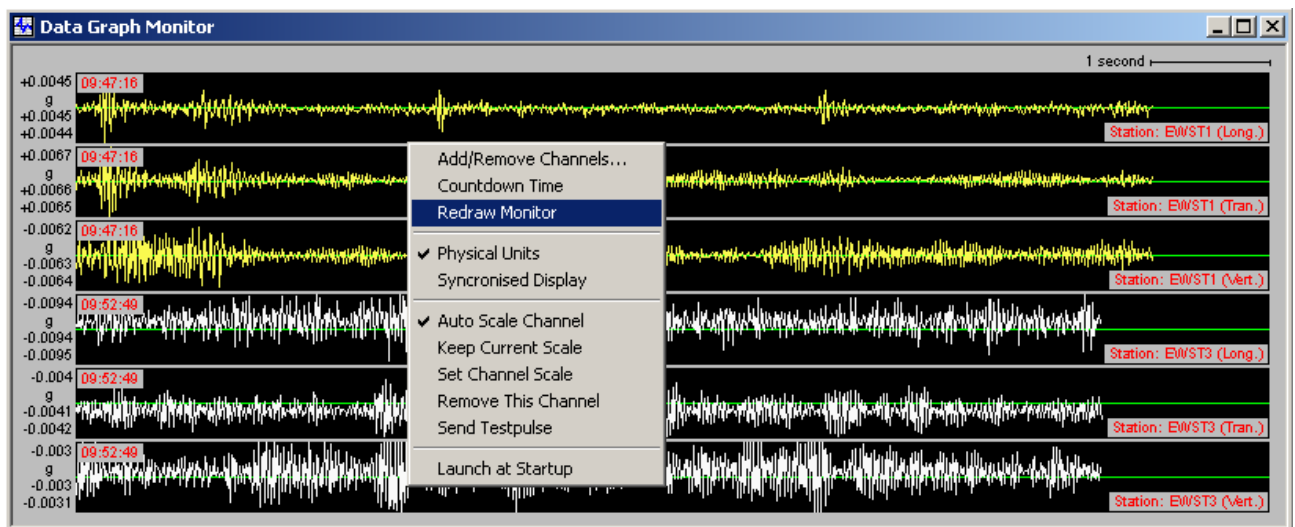 Data Graph Monitor
1 second
+0.0045 09:47:16
g
+0.0045
+0.0044
Station: EWST1 (Long.)
+0.0067 09:47:16
g
+0.0066
+0.0065
Station: EWST1 (Tran.)
-0.0062 09:47:16
g
-0.0063
-0.0064
Station: EWST1 (Vert.)
-0.0094 09:52:49
g
-0.0094
-0.0095
Station: EWST3 (Long.)
-0.004 09:52:49
g
-0.0041
-0.0042
Station: EWST3 (Tran.)
-0.003 09:52:49
g
-0.003
-0.0031
Station: EWST3 (Vert.)
Add/Remove Channels...
Countdown Time
Redraw Monitor
Physical Units
Syncronised Display
Auto Scale Channel
Keep Current Scale
Set Channel Scale
Remove This Channel
Send Testpulse
Launch at Startup